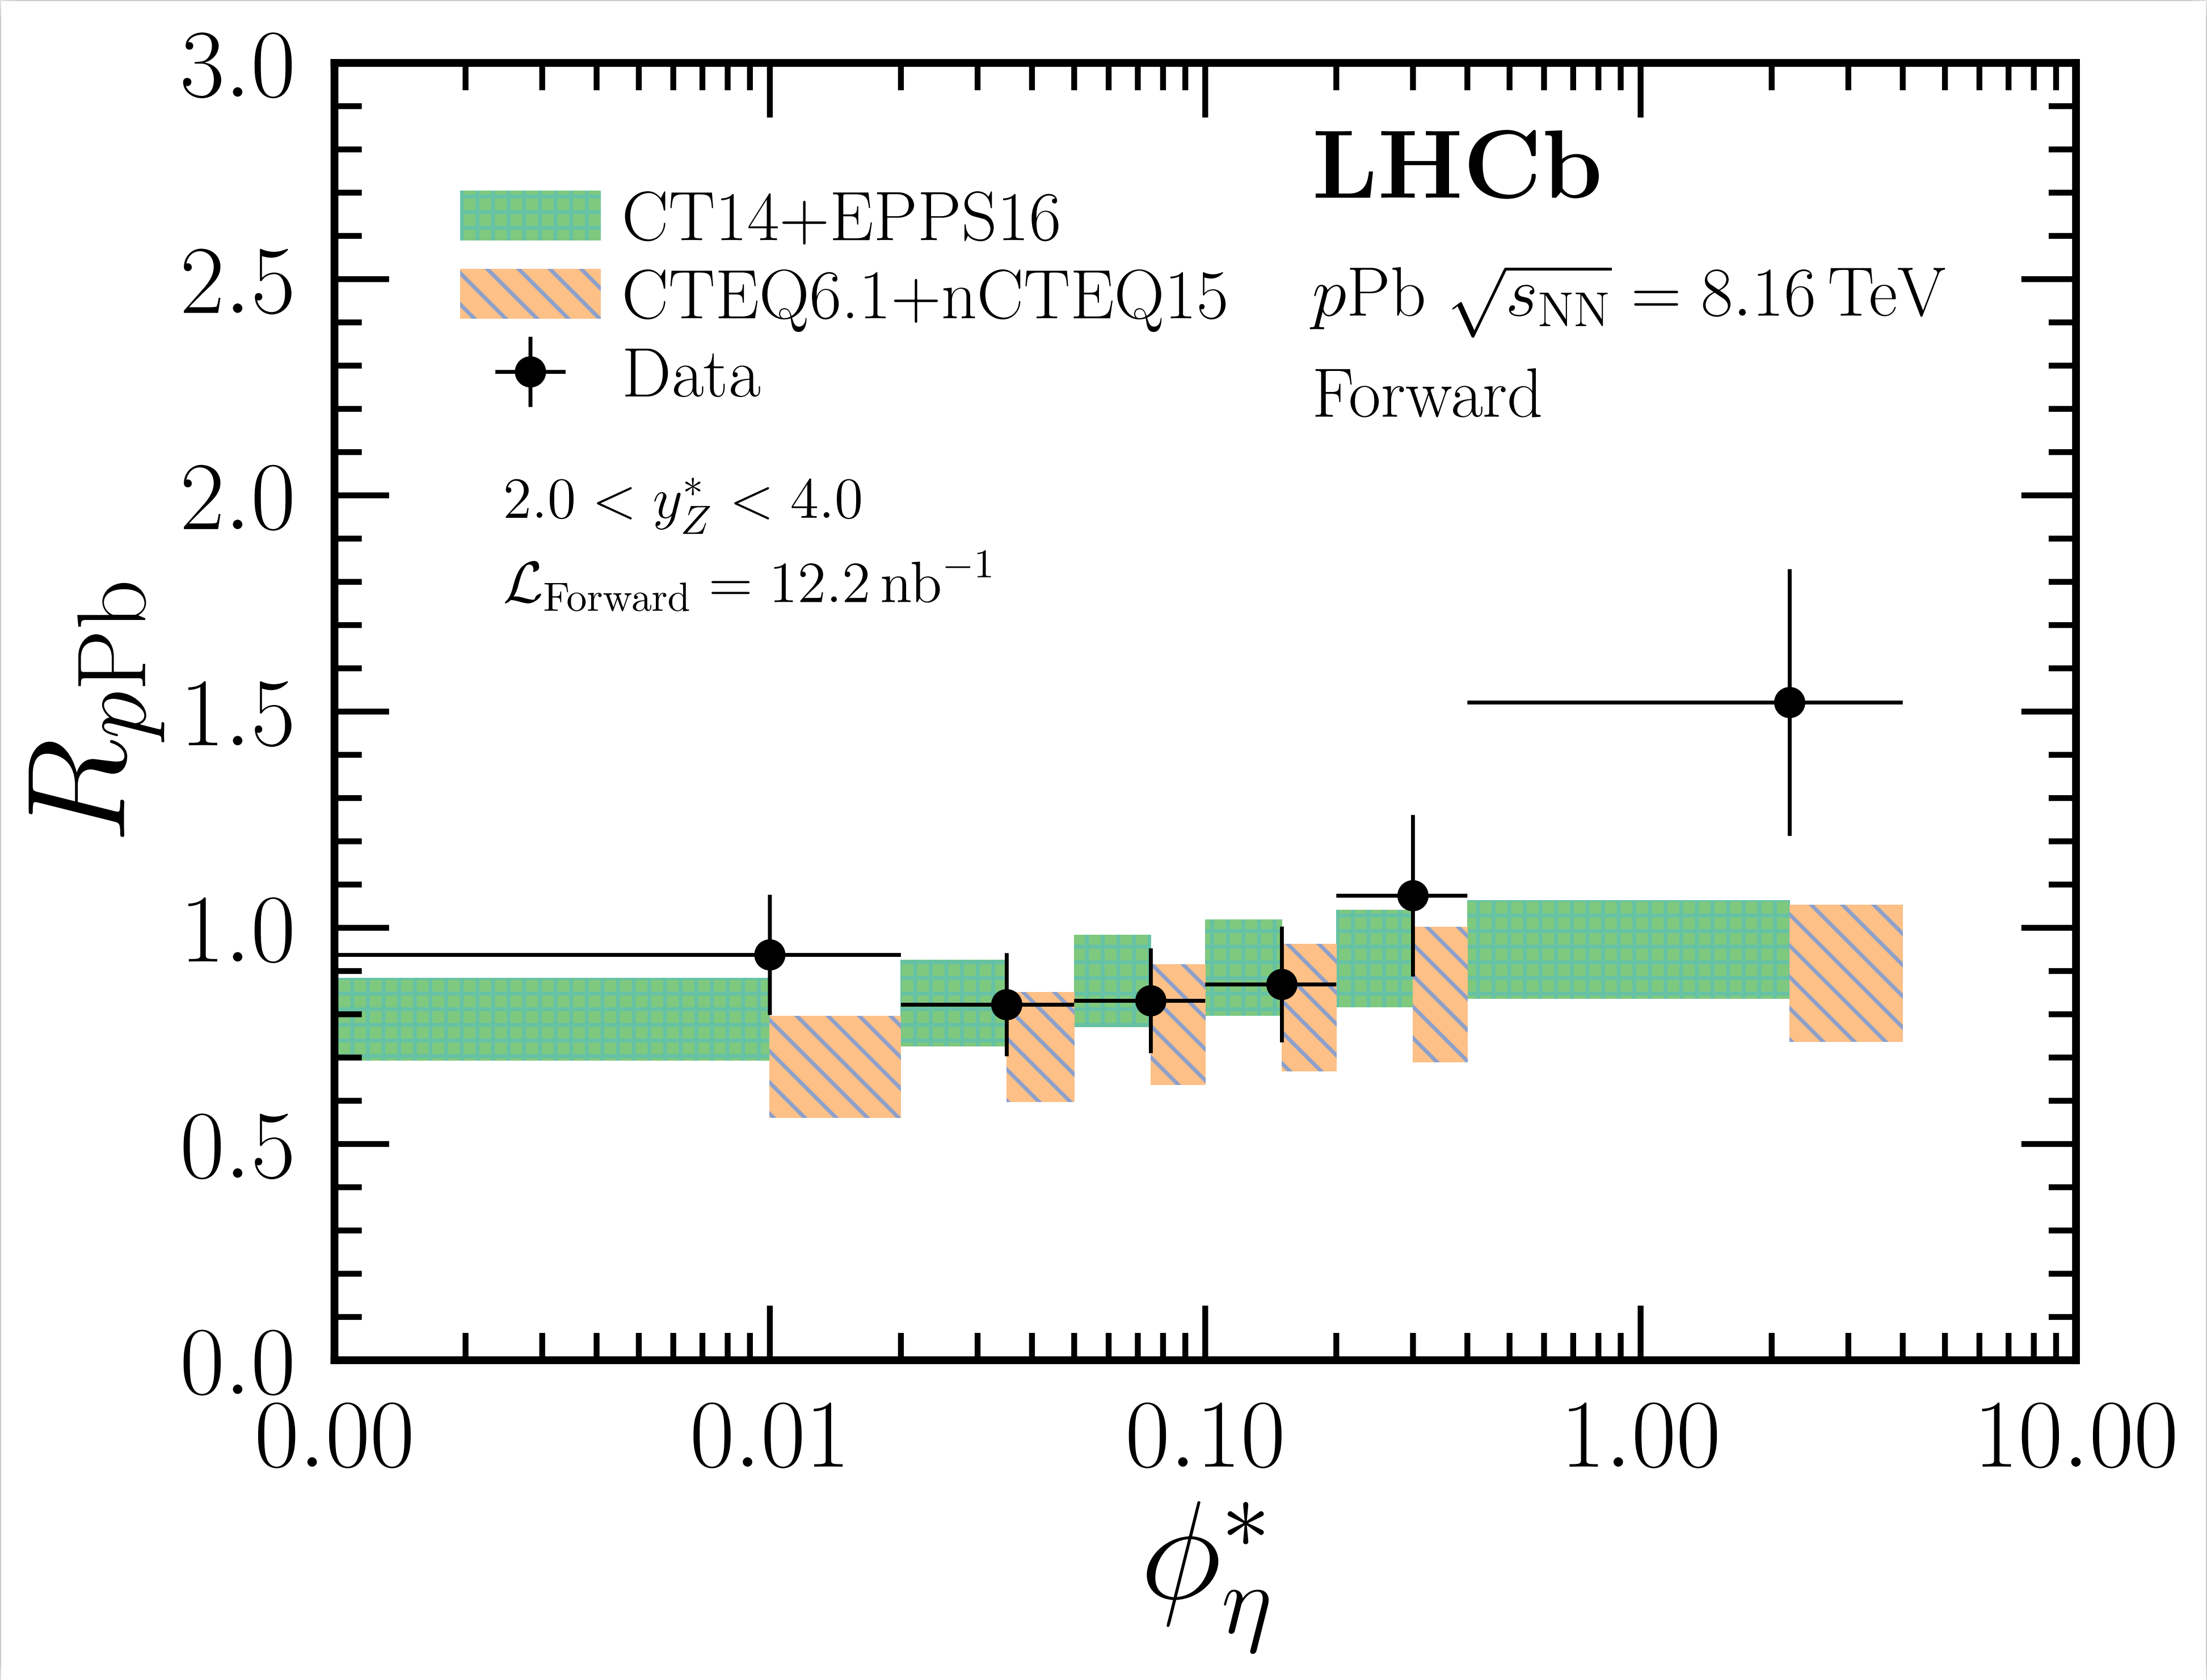 LHCb
CT14+EPPS16
CTEQ6.1+nCTEQ15
Data
pPb √s_NN = 8.16 TeV
Forward
2.0 < y*_Z < 4.0
ℒ_Forward = 12.2 nb⁻¹
R_pPb
3.0
2.5
2.0
1.5
1.0
0.5
0.0
0.00 0.01 0.10 1.00 10.00
ϕ*_η